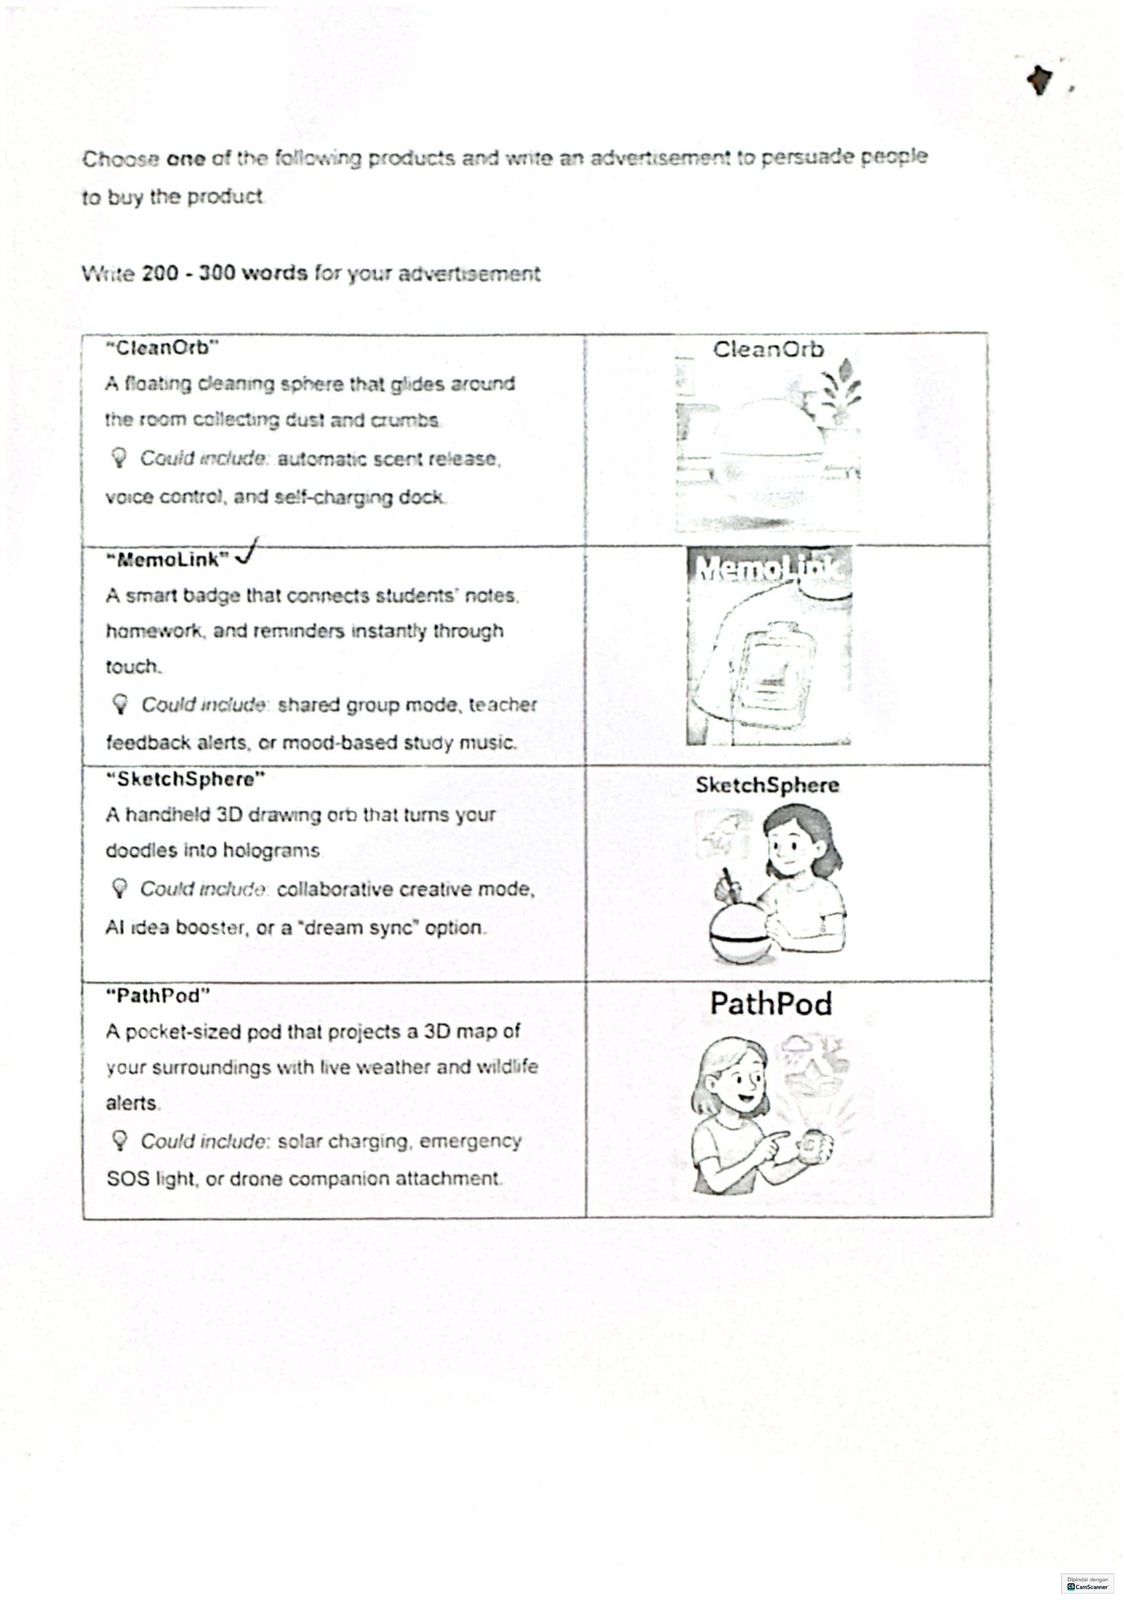 Choose one of the following products and write an advertisement to persuade people
to buy the product
Write 200 - 300 words for your advertisement
"CleanOrb"
A floating cleaning sphere that glides around
the room collecting dust and crumbs.
Could include: automatic scent release,
voice control, and self-charging dock.
CleanOrb
"MemoLink"
A smart badge that connects students' notes,
homework, and reminders instantly through
touch.
Could include: shared group mode, teacher
feedback alerts, or mood-based study music.
MemoLink
"SketchSphere"
A handheld 3D drawing orb that turns your
doodles into holograms
Could include: collaborative creative mode,
AI idea booster, or a "dream sync" option.
SketchSphere
"PathPod"
A pocket-sized pod that projects a 3D map of
your surroundings with live weather and wildlife
alerts.
Could include: solar charging, emergency
SOS light, or drone companion attachment.
PathPod
Dipindai dengan
CamScanner